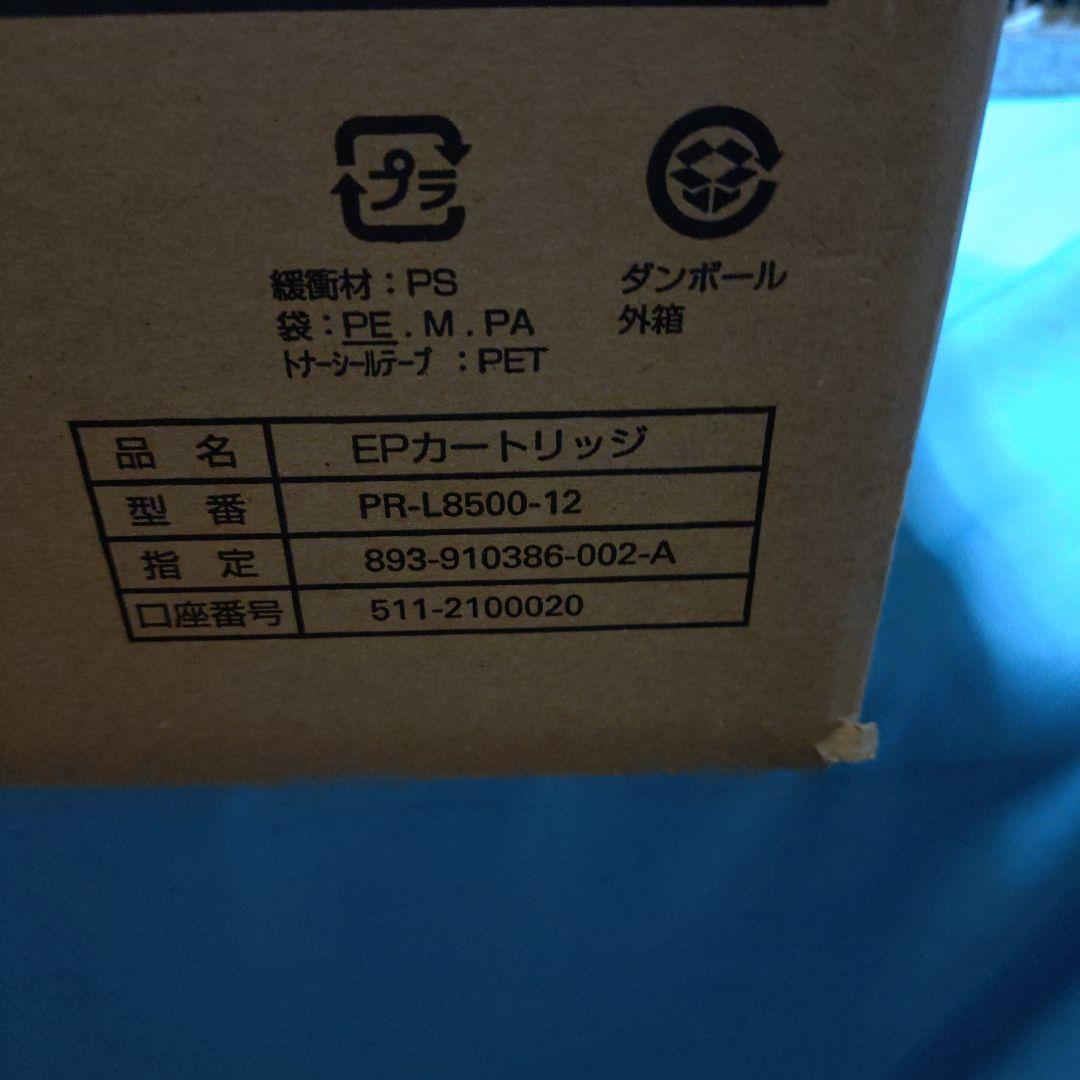 プラ
緩衝材：PS
袋：PE . M . PA
トナーシールテープ：PET
ダンボール
外箱
品 名 EPカートリッジ
型 番 PR-L8500-12
指 定 893-910386-002-A
口座番号 511-2100020